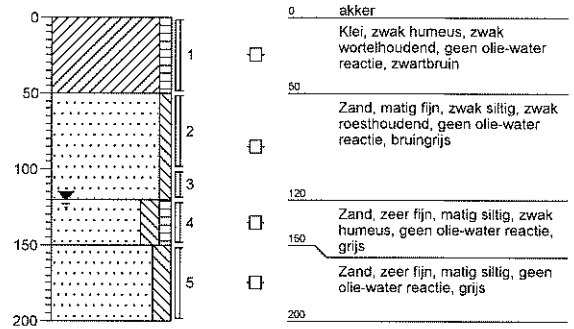 0
50
100
150
200
1
2
3
4
5
0 akker
Klei, zwak humeus, zwak
wortelhoudend, geen olie-water
reactie, zwartbruin
50
Zand, matig fijn, zwak siltig, zwak
roesthoudend, geen olie-water
reactie, bruingrijs
120
Zand, zeer fijn, matig siltig, zwak
humeus, geen olie-water reactie,
grijs
150
Zand, zeer fijn, matig siltig, geen
olie-water reactie, grijs
200